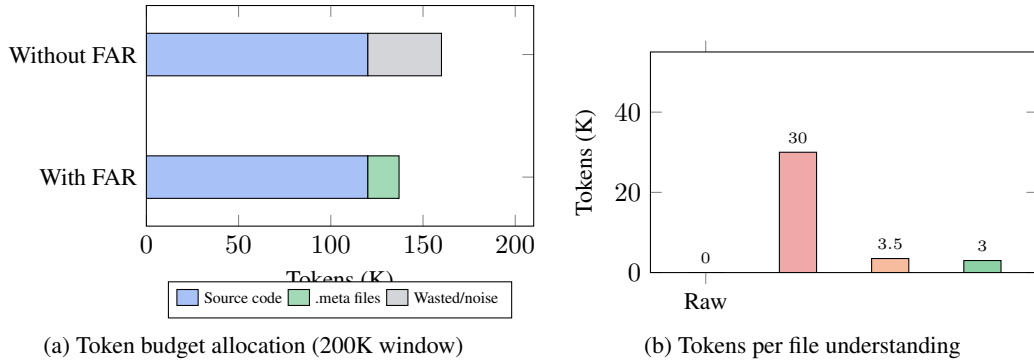 Without FAR
With FAR
0 50 100 150 200
Tokens (K)
Source code .meta files Wasted/noise
(a) Token budget allocation (200K window)
Tokens (K)
40
20
0
0
30
3.5
3
Raw
(b) Tokens per file understanding